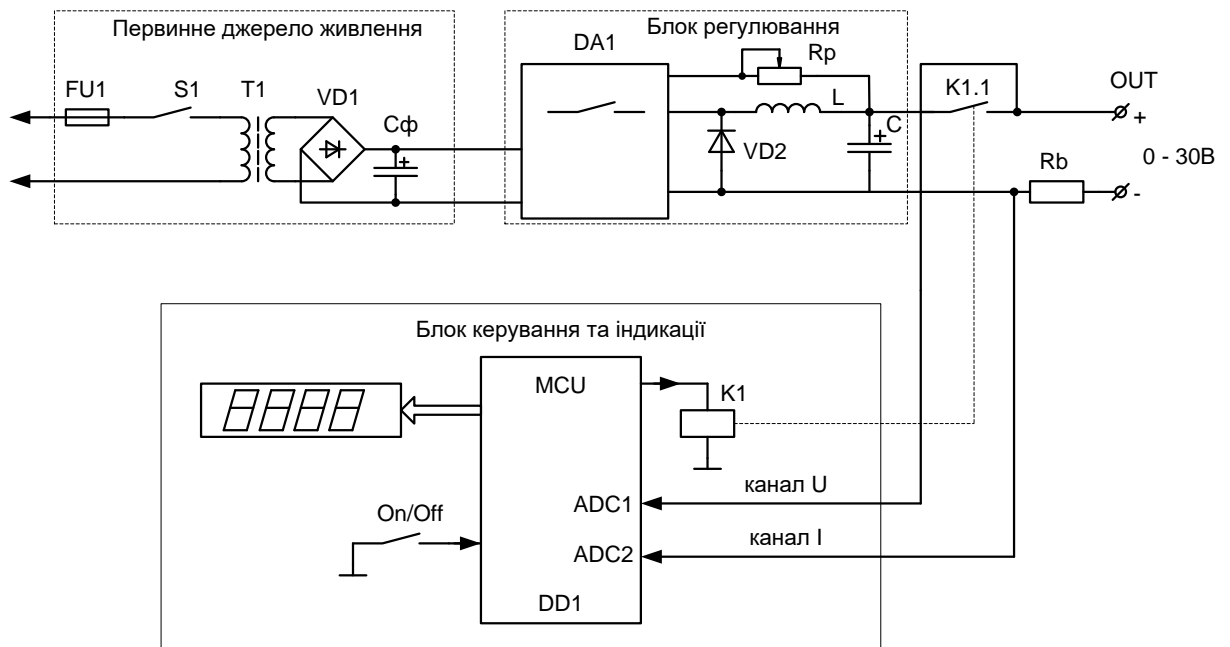 Первинне джерело живлення
Блок регулювання
FU1
S1
T1
VD1
Cф
+
DA1
Rp
L
VD2
+
C
K1.1
OUT
+
0 - 30В
Rb
-
Блок керування та індикації
MCU
K1
8888
ADC1
канал U
On/Off
ADC2
канал I
DD1